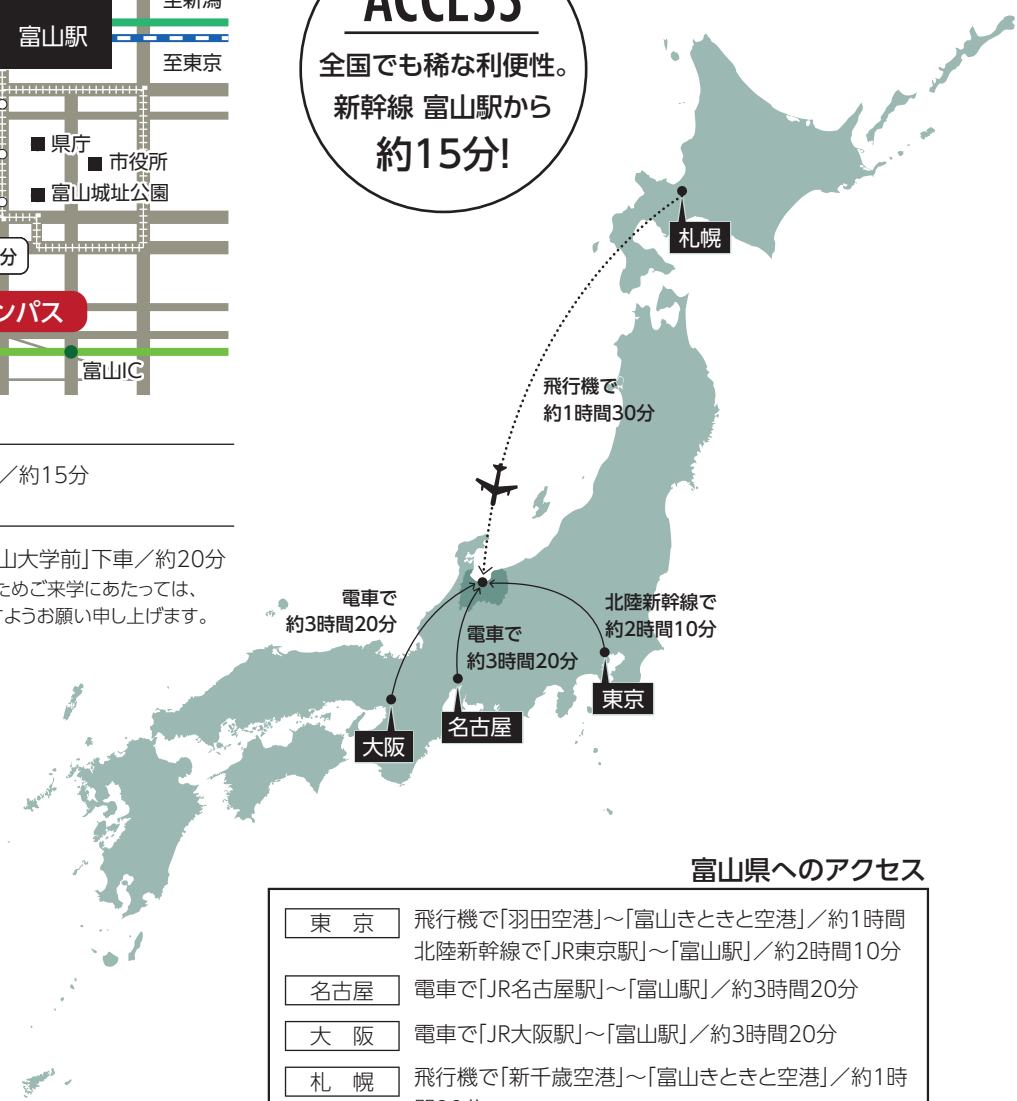 至新潟
富山駅
至東京
県庁
市役所
富山城址公園
分
ンパス
富山IC
／約15分
山大学前」下車／約20分
ためご来学にあたっては、
すようお願い申し上げます。
ACCESS
全国でも稀な利便性。
新幹線 富山駅から
約15分!
札幌
飛行機で
約1時間30分
電車で
約3時間20分
電車で
約3時間20分
北陸新幹線で
約2時間10分
東京
名古屋
大阪
富山県へのアクセス
東 京 飛行機で「羽田空港」～「富山きときと空港」／約1時間
北陸新幹線で「JR東京駅」～「富山駅」／約2時間10分
名古屋 電車で「JR名古屋駅」～「富山駅」／約3時間20分
大 阪 電車で「JR大阪駅」～「富山駅」／約3時間20分
札 幌 飛行機で「新千歳空港」～「富山きときと空港」／約1時